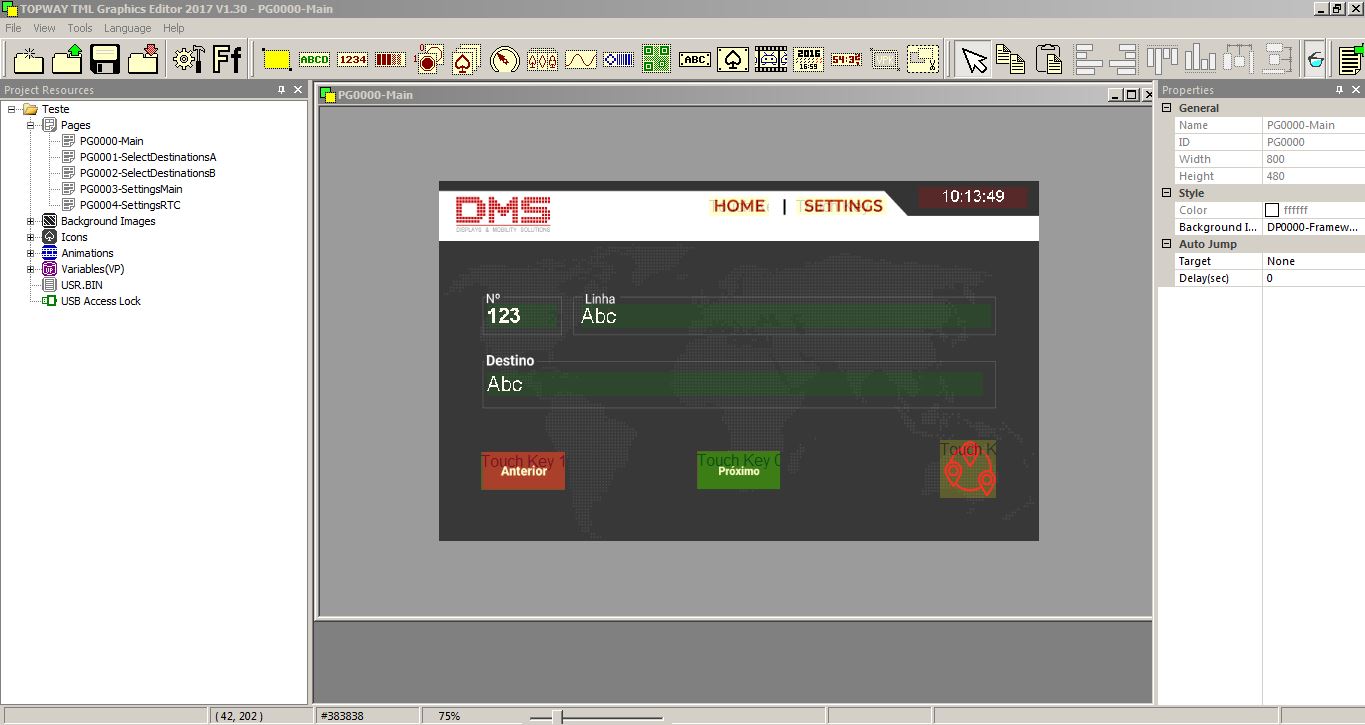 TOPWAY TML Graphics Editor 2017 V1.30 - PG0000-Main
File View Tools Language Help
Ff ABCD 1234 ABC 2016 16:59 54:39
Project Resources
Teste
Pages
PG0000-Main
PG0001-SelectDestinationsA
PG0002-SelectDestinationsB
PG0003-SettingsMain
PG0004-SettingsRTC
Background Images
Icons
Animations
Variables(VP)
USR.BIN
USB Access Lock
PG0000-Main
DMS
DISPLAYS & MOBILITY SOLUTIONS
HOME | SETTINGS
10:13:49
Nº
123
Linha
Abc
Destino
Abc
Touch Key 1
Anterior
Touch Key 0
Próximo
Touch K
Properties
General
Name PG0000-Main
ID PG0000
Width 800
Height 480
Style
Color ffffff
Background I... DP0000-Framew...
Auto Jump
Target None
Delay(sec) 0
( 42, 202 ) #383838 75%